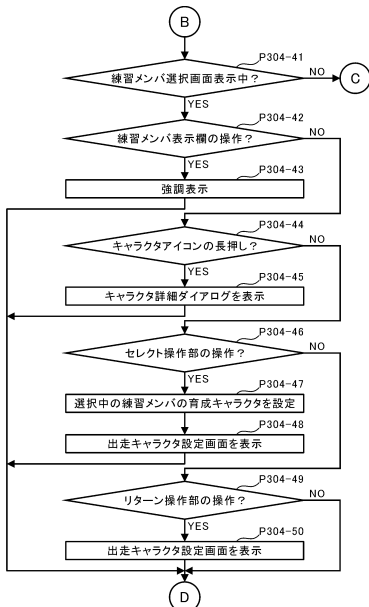 B
P304-41
練習メンバ選択画面表示中？
NO
C
YES
P304-42
練習メンバ表示欄の操作？
NO
YES
P304-43
強調表示
P304-44
キャラクタアイコンの長押し？
NO
YES
P304-45
キャラクタ詳細ダイアログを表示
P304-46
セレクト操作部の操作？
NO
YES
P304-47
選択中の練習メンバの育成キャラクタを設定
P304-48
出走キャラクタ設定画面を表示
P304-49
リターン操作部の操作？
NO
YES
P304-50
出走キャラクタ設定画面を表示
D